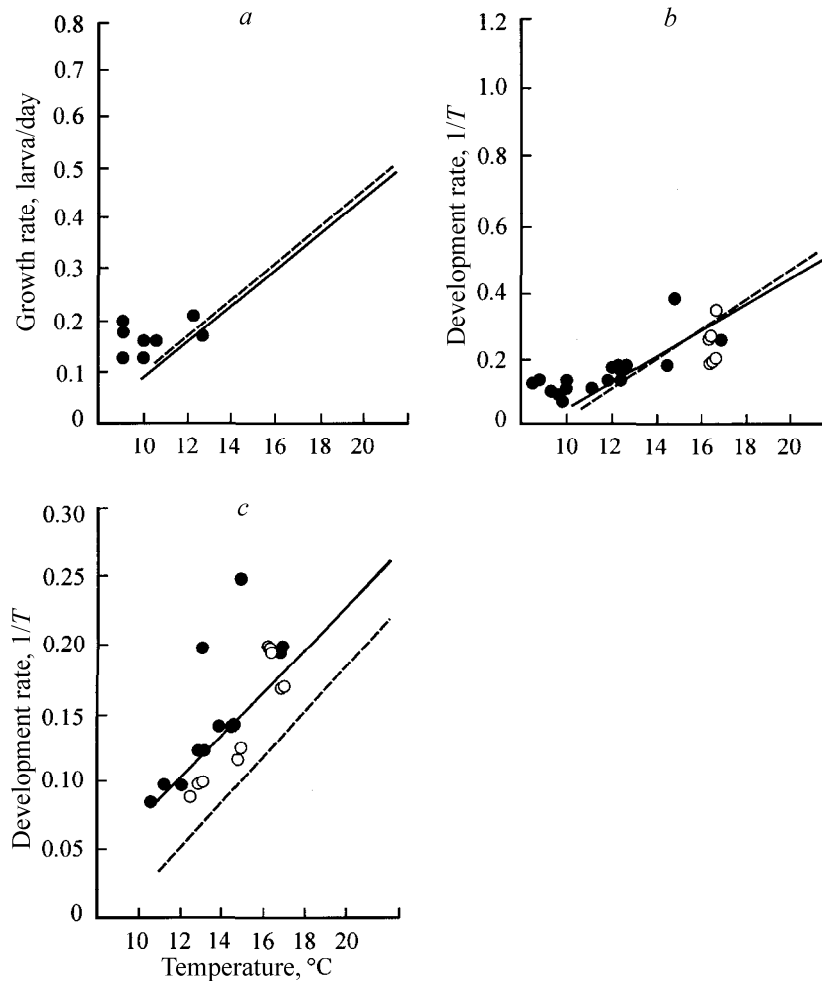 a
Growth rate, larva/day
0.8
0.7
0.6
0.5
0.4
0.3
0.2
0.1
0
10 12 14 16 18 20
b
Development rate, 1/T
1.2
1.0
0.8
0.6
0.4
0.2
0
10 12 14 16 18 20
c
Development rate, 1/T
0.30
0.25
0.20
0.15
0.10
0.05
0
10 12 14 16 18 20
Temperature, °C